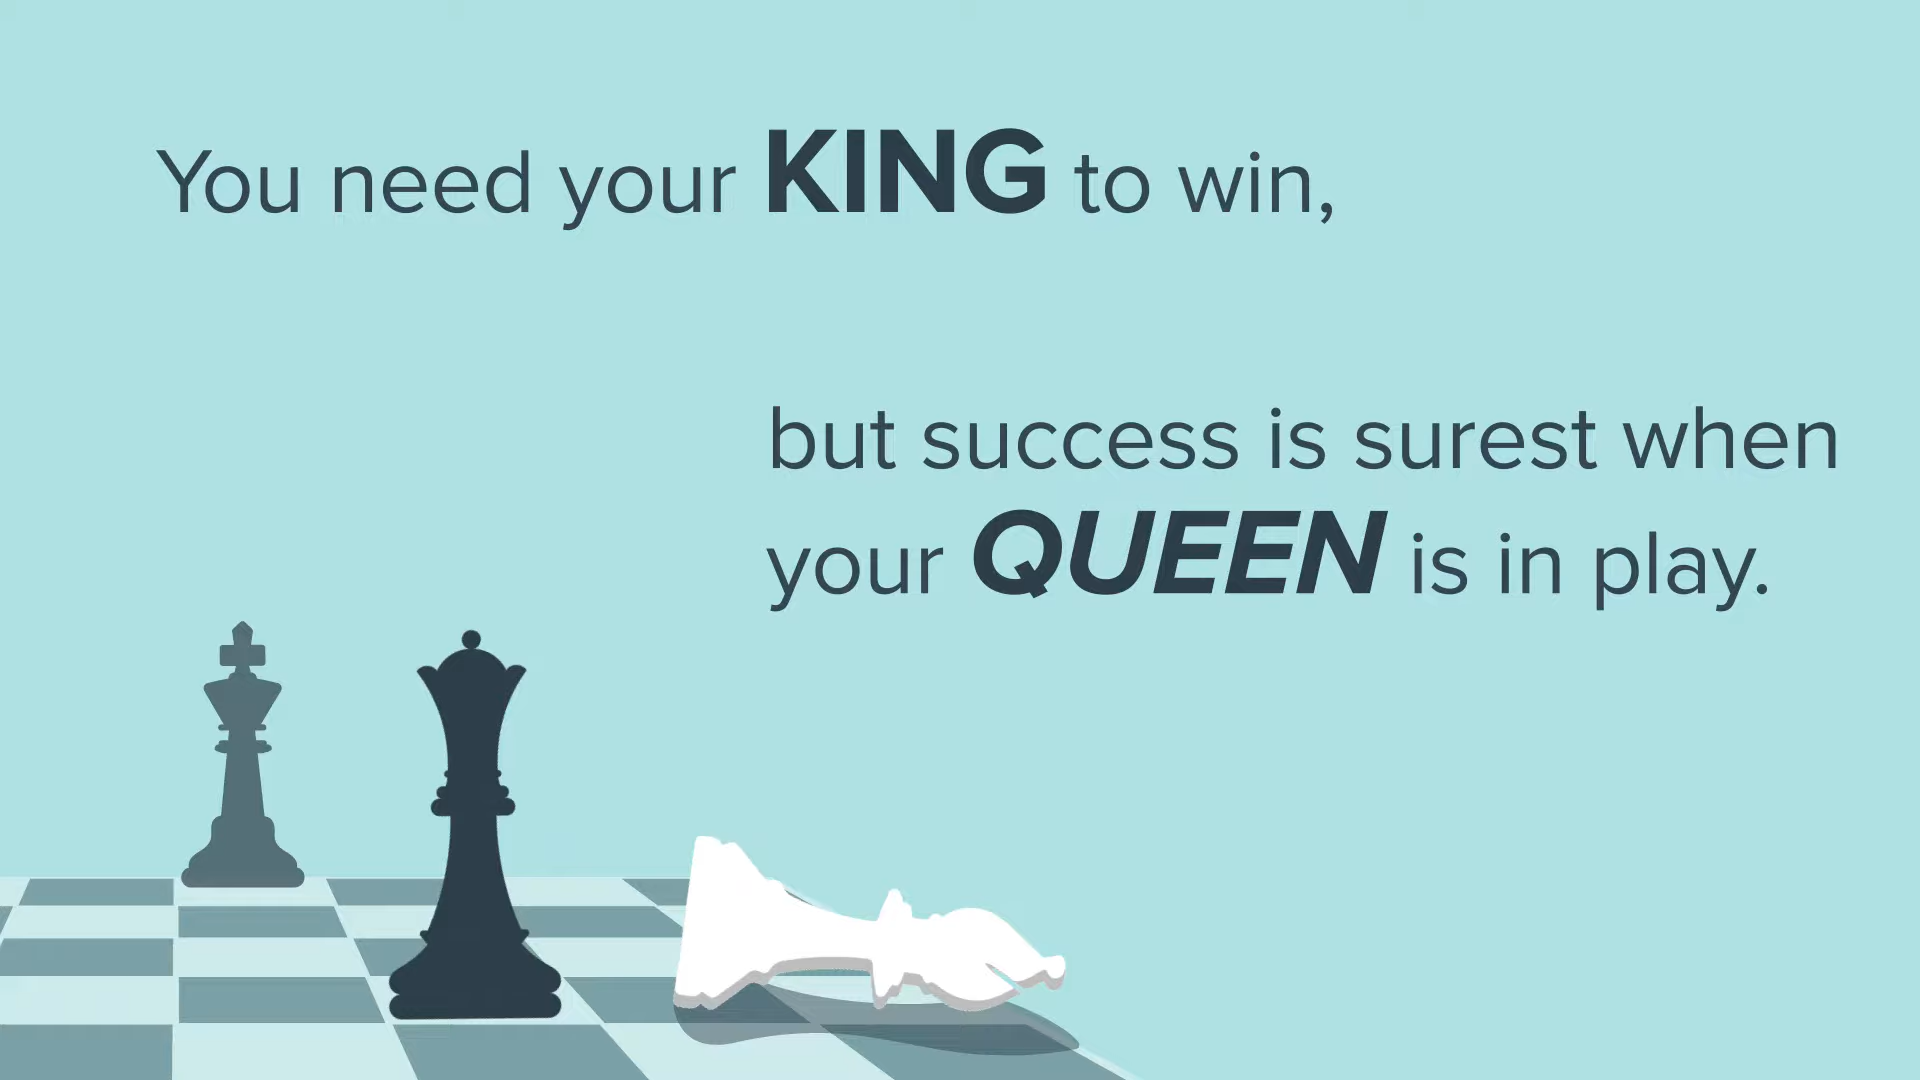 You need your KING to win,
but success is surest when
your QUEEN is in play.